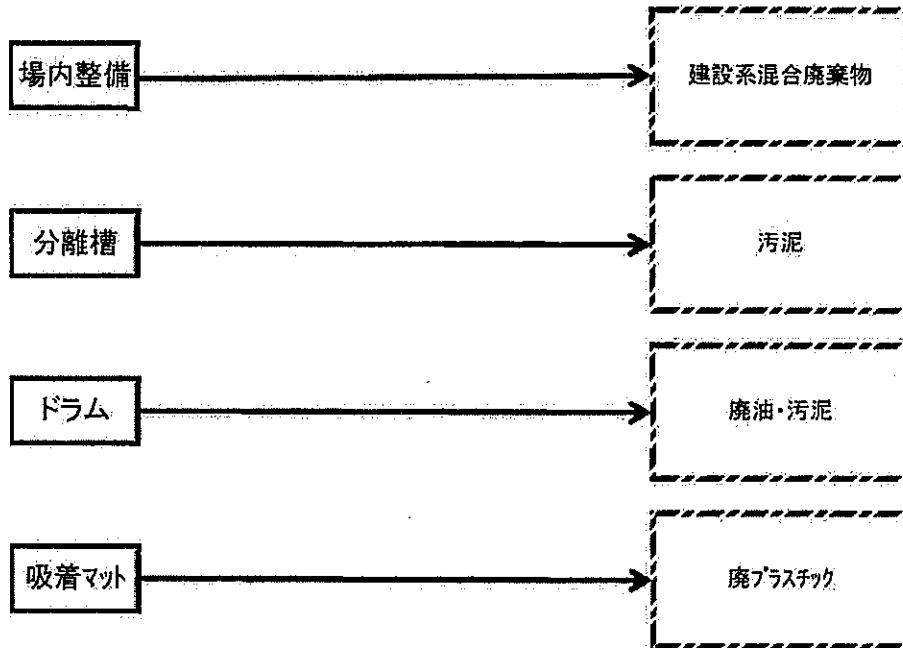 場内整備
建設系混合廃棄物
分離槽
汚泥
ドラム
廃油・汚泥
吸着マット
廃プラスチック